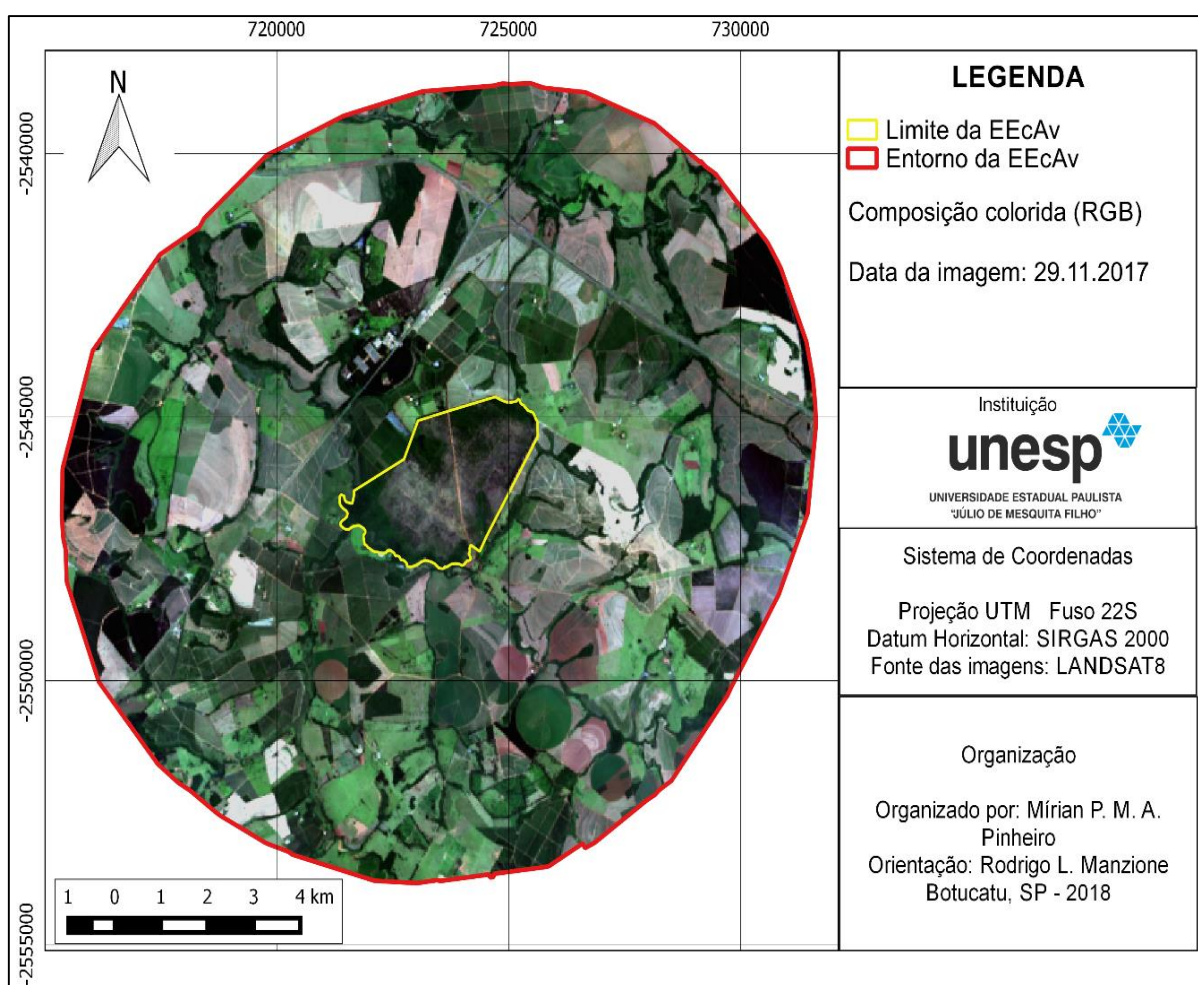 720000
725000
730000
N
-2540000
-2545000
-2550000
-2555000
1 0 1 2 3 4 km
LEGENDA
Limite da EEcAv
Entorno da EEcAv
Composição colorida (RGB)
Data da imagem: 29.11.2017
Instituição
unesp
UNIVERSIDADE ESTADUAL PAULISTA
"JÚLIO DE MESQUITA FILHO"
Sistema de Coordenadas
Projeção UTM Fuso 22S
Datum Horizontal: SIRGAS 2000
Fonte das imagens: LANDSAT8
Organização
Organizado por: Mírian P. M. A.
Pinheiro
Orientação: Rodrigo L. Manzione
Botucatu, SP - 2018